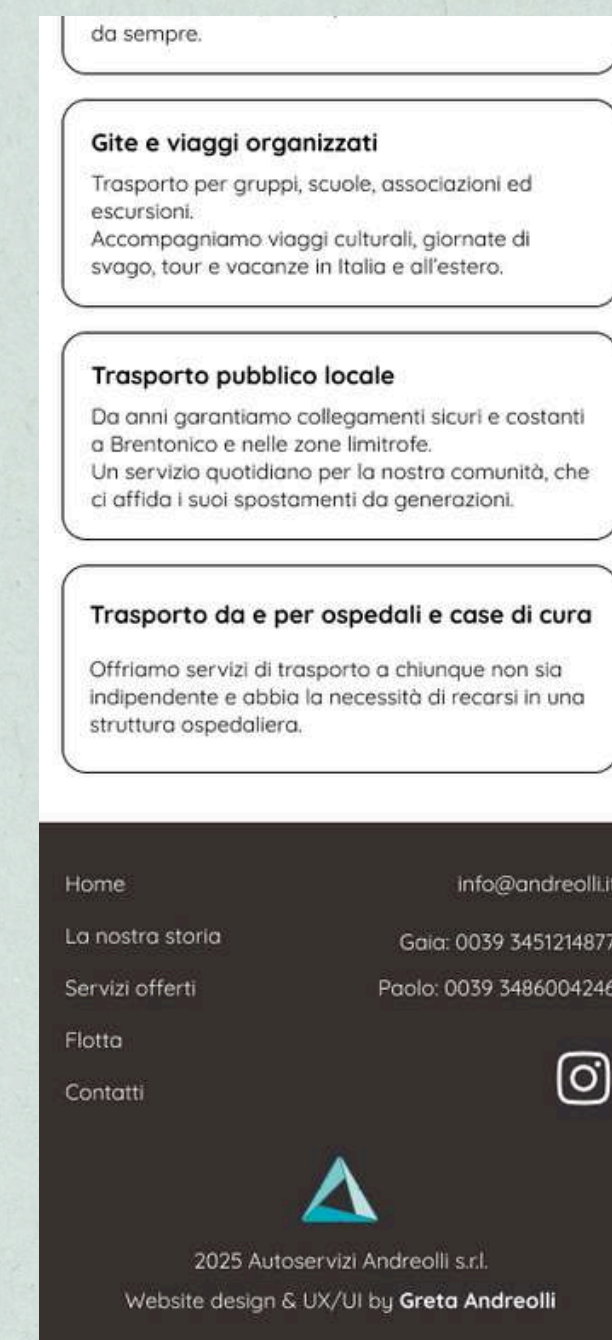 da sempre.
Gite e viaggi organizzati
Trasporto per gruppi, scuole, associazioni ed
escursioni.
Accompagniamo viaggi culturali, giornate di
svago, tour e vacanze in Italia e all'estero.
Trasporto pubblico locale
Da anni garantiamo collegamenti sicuri e costanti
a Brentonico e nelle zone limitrofe.
Un servizio quotidiano per la nostra comunità, che
ci affida i suoi spostamenti da generazioni.
Trasporto da e per ospedali e case di cura
Offriamo servizi di trasporto a chiunque non sia
indipendente e abbia la necessità di recarsi in una
struttura ospedaliera.
Home
info@andreolli.it
La nostra storia
Gaia: 0039 3451214877
Servizi offerti
Paolo: 0039 3486004246
Flotta
Contatti
2025 Autoservizi Andreolli s.r.l.
Website design & UX/UI by Greta Andreolli